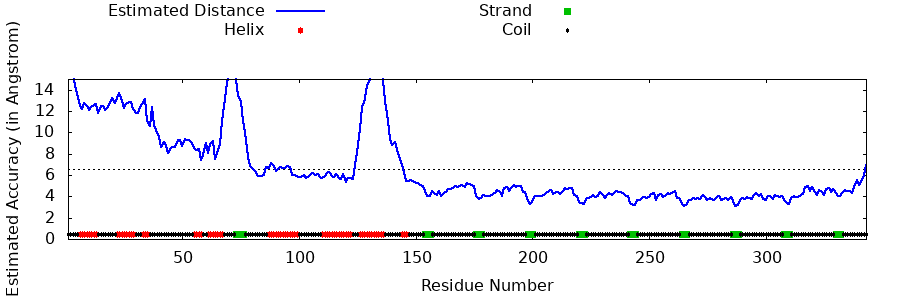 Estimated Distance
Strand
Helix
Coil
Estimated Accuracy (in Angstrom)
14
12
10
8
6
4
2
0
50
100
150
200
250
300
Residue Number